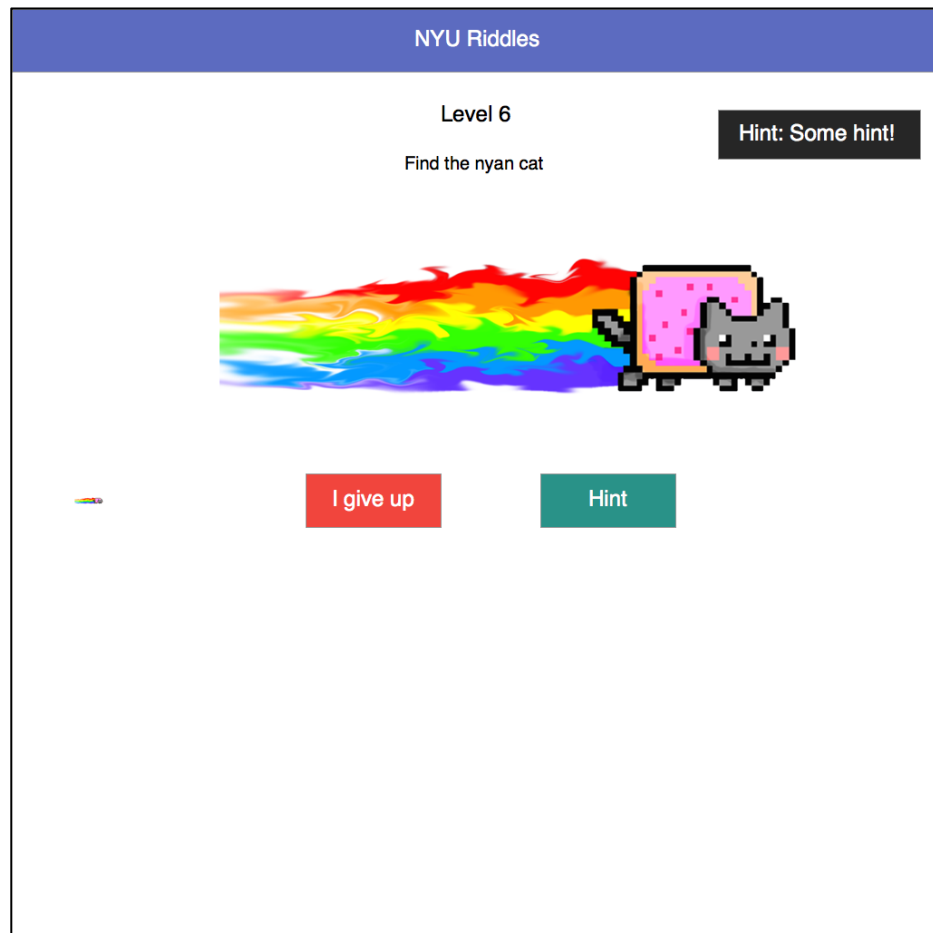 NYU Riddles
Level 6
Hint: Some hint!
Find the nyan cat
I give up
Hint